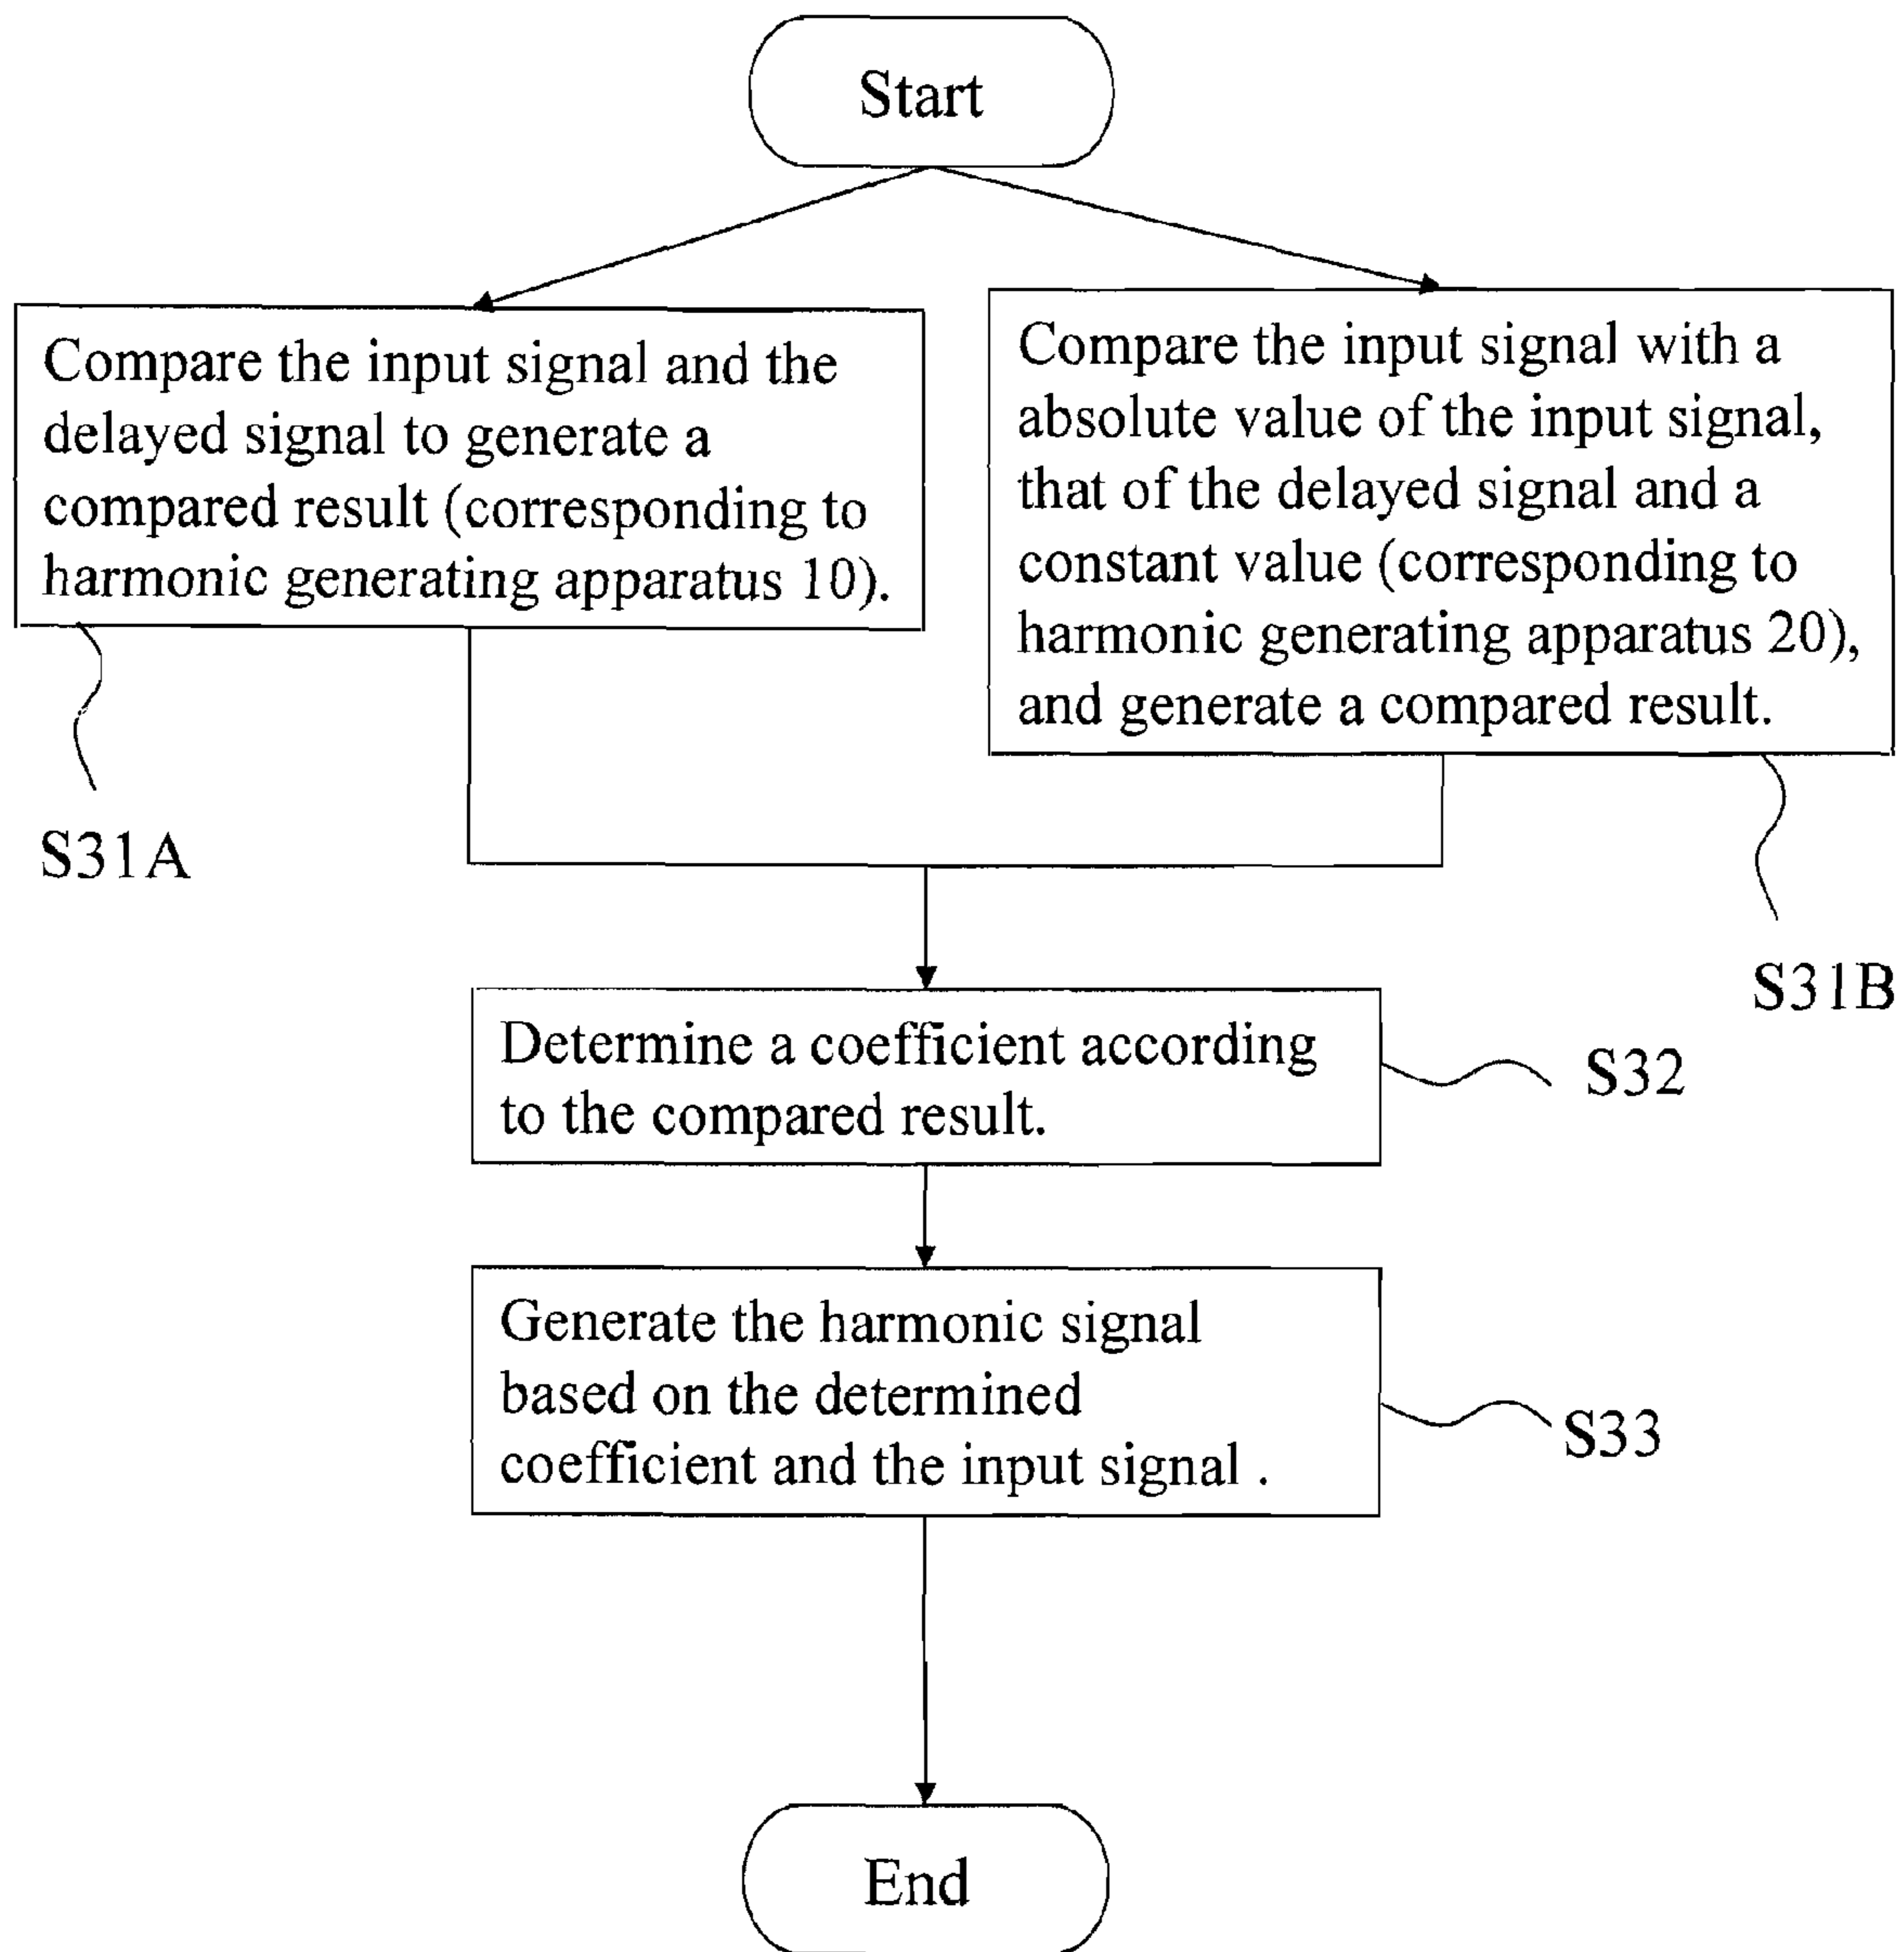 Start
Compare the input signal and the
delayed signal to generate a
compared result (corresponding to
harmonic generating apparatus 10).
S31A
Compare the input signal with a
absolute value of the input signal,
that of the delayed signal and a
constant value (corresponding to
harmonic generating apparatus 20),
and generate a compared result.
S31B
Determine a coefficient according
to the compared result.
S32
Generate the harmonic signal
based on the determined
coefficient and the input signal .
S33
End